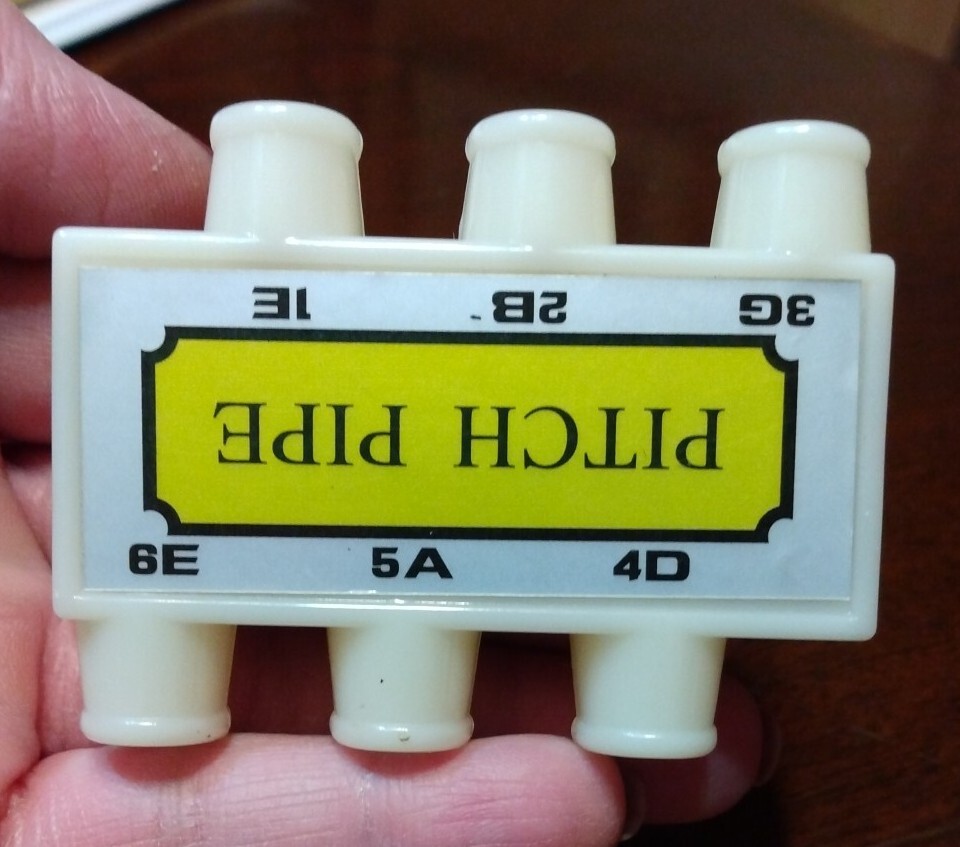 1E 2B 3G
PITCH PIPE
6E 5A 4D